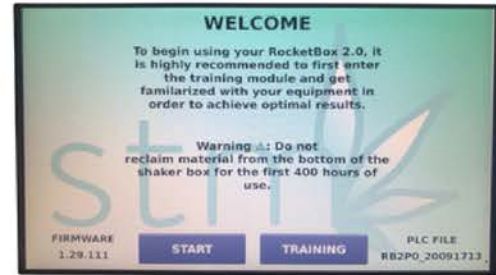 WELCOME
To begin using your RocketBox 2.0, it
is highly recommended to first enter
the training module and get
familarized with your equipment in
order to achieve optimal results.
Warning ⚠: Do not
reclaim material from the bottom of the
shaker box for the first 400 hours of
use.
stm
FIRMWARE
1.29.111
START
TRAINING
PLC FILE
RB2P0_20091713